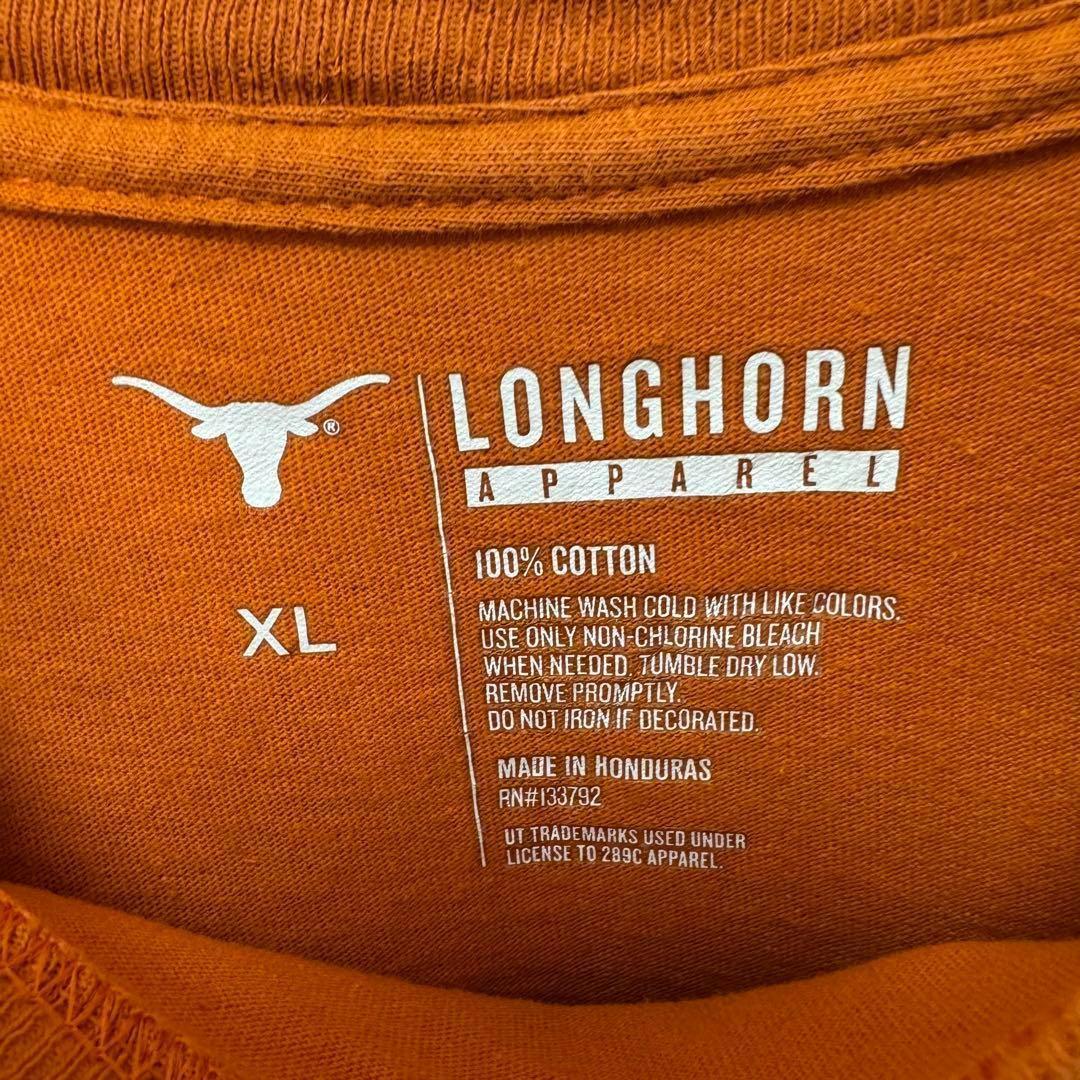 ®
LONGHORN
APPAREL
XL
100% COTTON
MACHINE WASH COLD WITH LIKE COLORS.
USE ONLY NON-CHLORINE BLEACH
WHEN NEEDED. TUMBLE DRY LOW.
REMOVE PROMPTLY.
DO NOT IRON IF DECORATED.
MADE IN HONDURAS
RN#133792
UT TRADEMARKS USED UNDER
LICENSE TO 289C APPAREL.